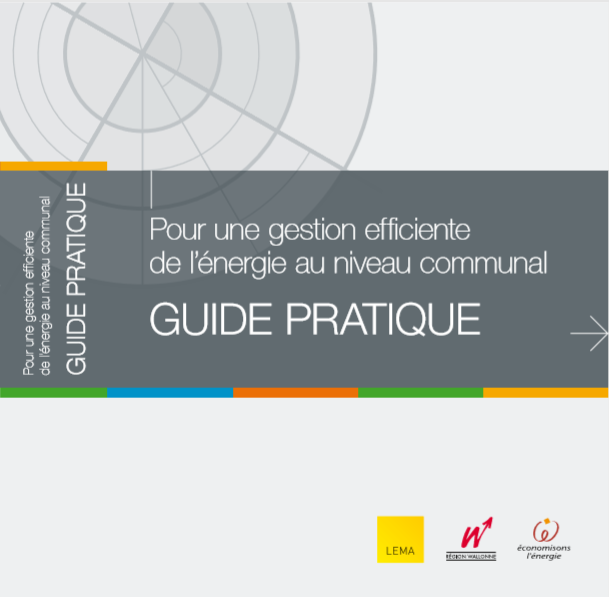 Pour une gestion efficiente
de l'énergie au niveau communal
GUIDE PRATIQUE
Pour une gestion efficiente
de l'énergie au niveau communal
GUIDE PRATIQUE
LEMA
RÉGION WALLONNE
économisons
l'énergie